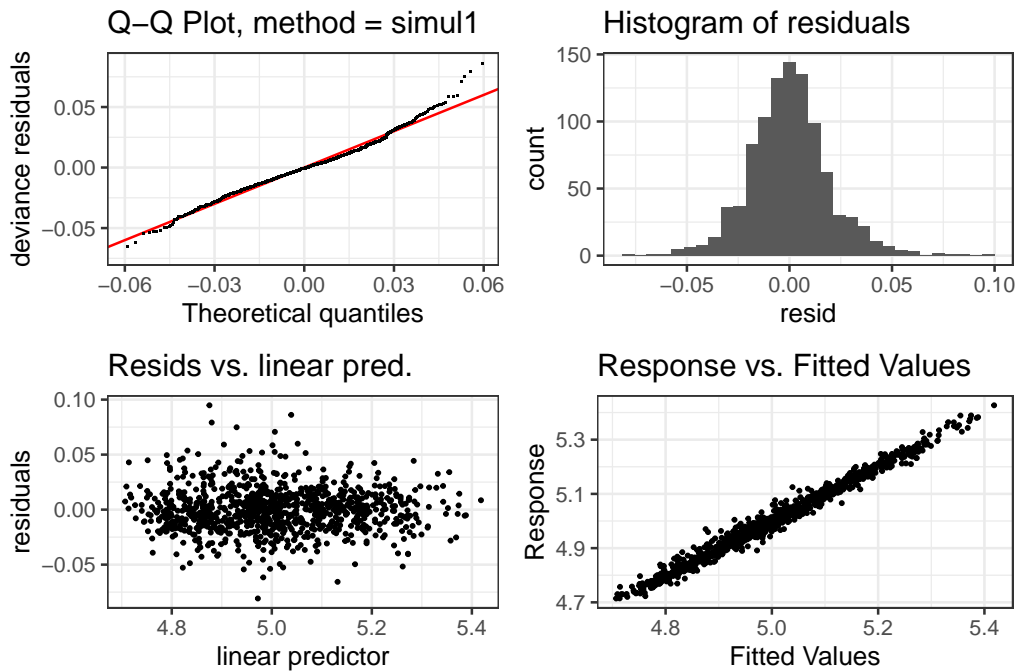 Q−Q Plot, method = simul1
deviance residuals
0.05
0.00
−0.05
−0.06
−0.03
0.00
0.03
0.06
Theoretical quantiles
Histogram of residuals
count
150
100
50
0
−0.05
0.00
0.05
0.10
resid
Resids vs. linear pred.
residuals
0.10
0.05
0.00
−0.05
4.8
5.0
5.2
5.4
linear predictor
Response vs. Fitted Values
Response
5.3
5.1
4.9
4.7
4.8
5.0
5.2
5.4
Fitted Values